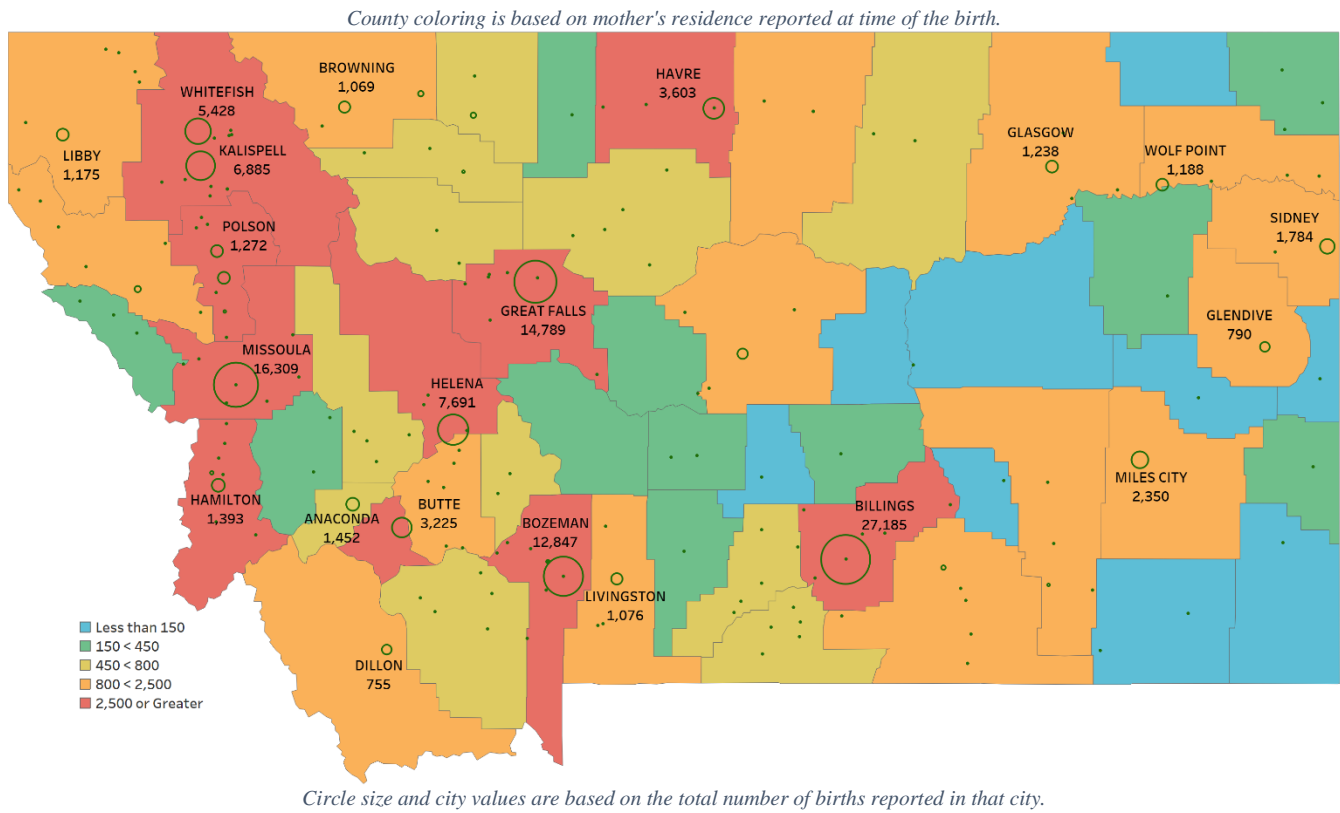 County coloring is based on mother's residence reported at time of the birth.
BROWNING
1,069
HAVRE
3,603
WHITEFISH
5,428
GLASGOW
1,238
LIBBY
1,175
KALISPELL
6,885
WOLF POINT
1,188
POLSON
1,272
SIDNEY
1,784
GREAT FALLS
14,789
GLENDIVE
790
MISSOULA
16,309
HELENA
7,691
MILES CITY
2,350
HAMILTON
1,393
ANACONDA
1,452
BUTTE
3,225
BOZEMAN
12,847
BILLINGS
27,185
LIVINGSTON
1,076
DILLON
755
Less than 150
150 < 450
450 < 800
800 < 2,500
2,500 or Greater
Circle size and city values are based on the total number of births reported in that city.